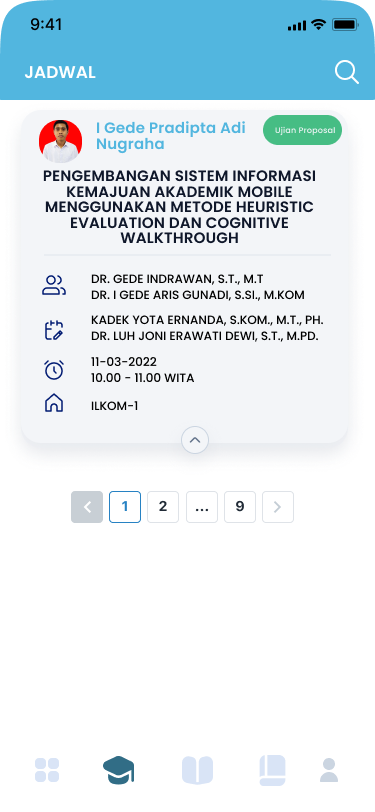 9:41
JADWAL
I Gede Pradipta Adi
Nugraha
Ujian Proposal
PENGEMBANGAN SISTEM INFORMASI
KEMAJUAN AKADEMIK MOBILE
MENGGUNAKAN METODE HEURISTIC
EVALUATION DAN COGNITIVE
WALKTHROUGH
DR. GEDE INDRAWAN, S.T., M.T
DR. I GEDE ARIS GUNADI, S.SI., M.KOM
KADEK YOTA ERNANDA, S.KOM., M.T., PH.
DR. LUH JONI ERAWATI DEWI, S.T., M.PD.
11-03-2022
10.00 - 11.00 WITA
ILKOM-1
1 2 ... 9